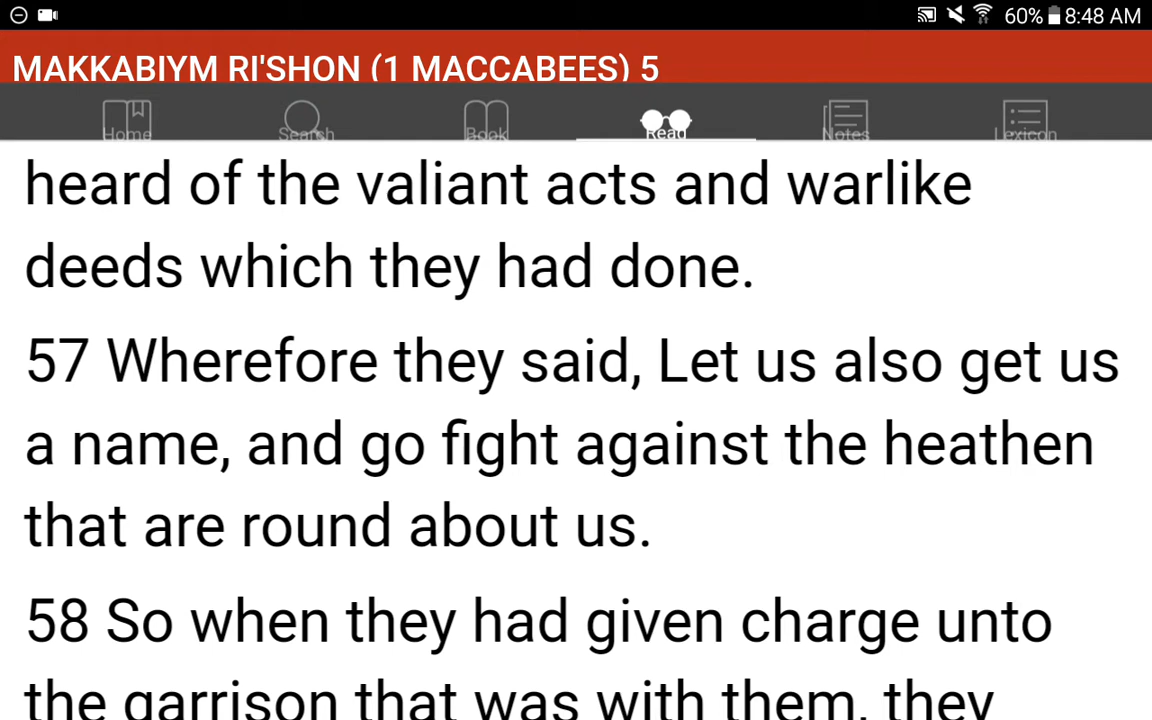 60% 8:48 AM
MAKKABIYM RI'SHON (1 MACCABEES) 5
Home Search Book Read Notes Lexicon
heard of the valiant acts and warlike
deeds which they had done.
57 Wherefore they said, Let us also get us
a name, and go fight against the heathen
that are round about us.
58 So when they had given charge unto
the garrison that was with them, they